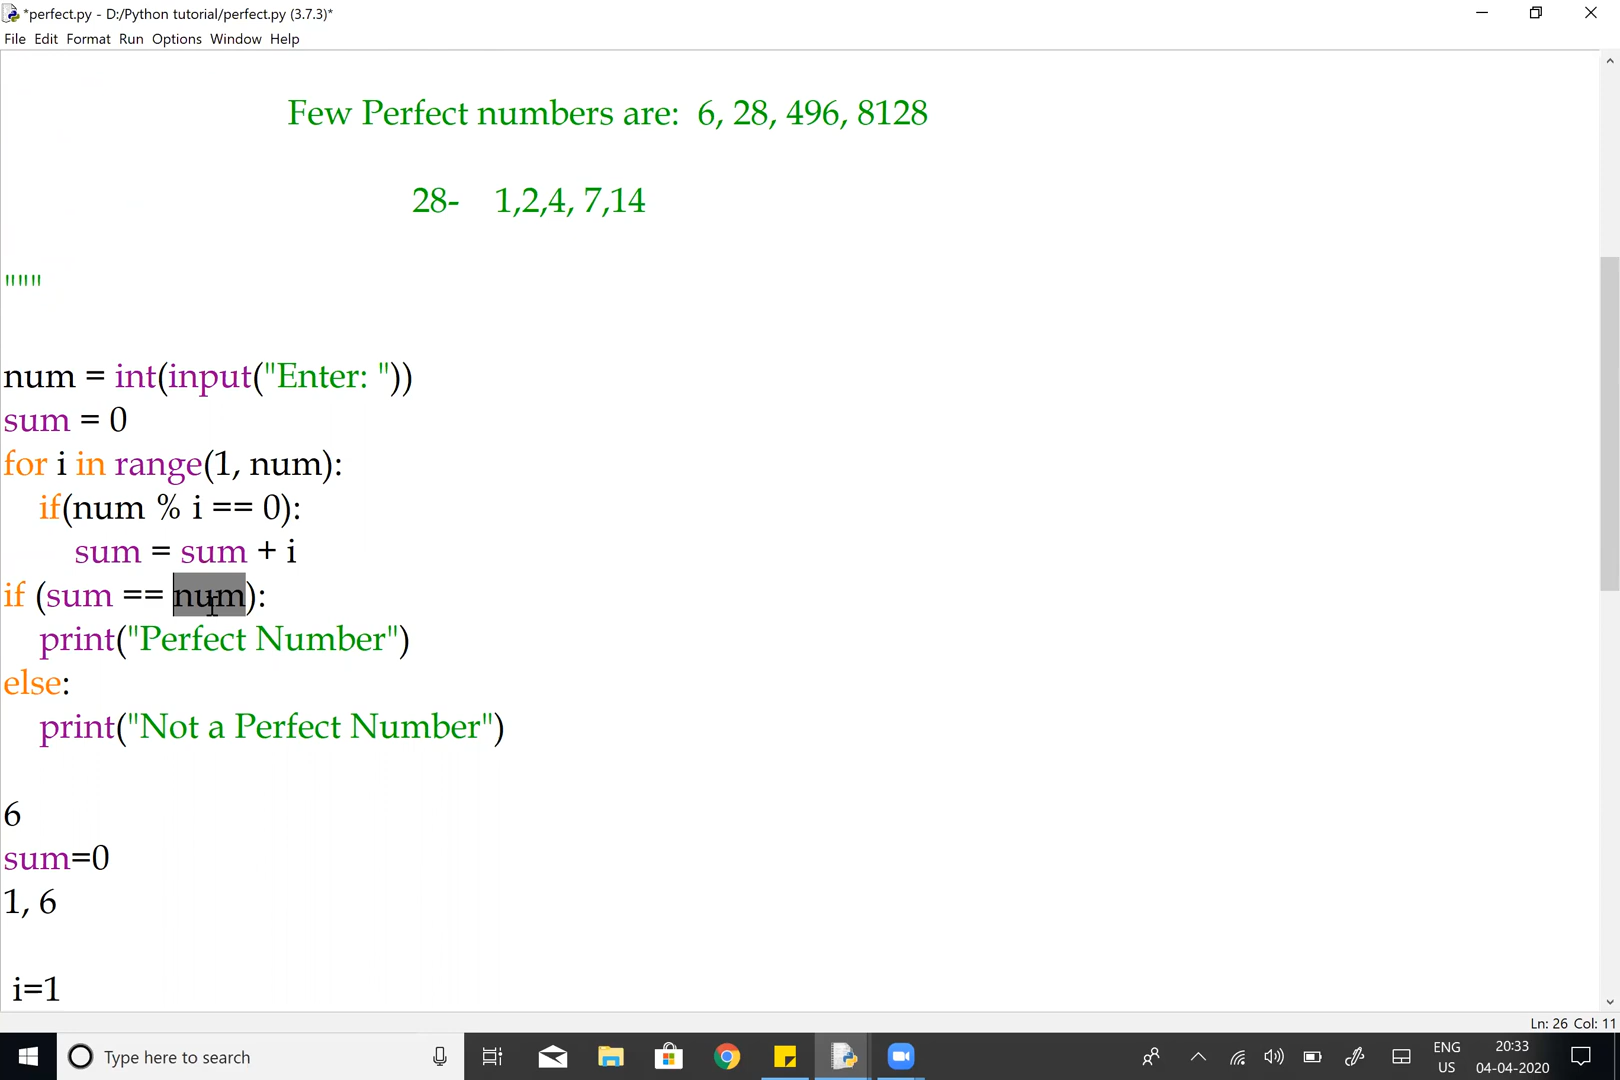 *perfect.py - D:/Python tutorial/perfect.py (3.7.3)*
File Edit Format Run Options Window Help
Few Perfect numbers are: 6, 28, 496, 8128
28- 1,2,4, 7,14
"""
num = int(input("Enter: "))
sum = 0
for i in range(1, num):
if(num % i == 0):
sum = sum + i
if (sum == num):
print("Perfect Number")
else:
print("Not a Perfect Number")
6
sum=0
1, 6
i=1
Ln: 26 Col: 11
Type here to search
ENG
US
20:33
04-04-2020